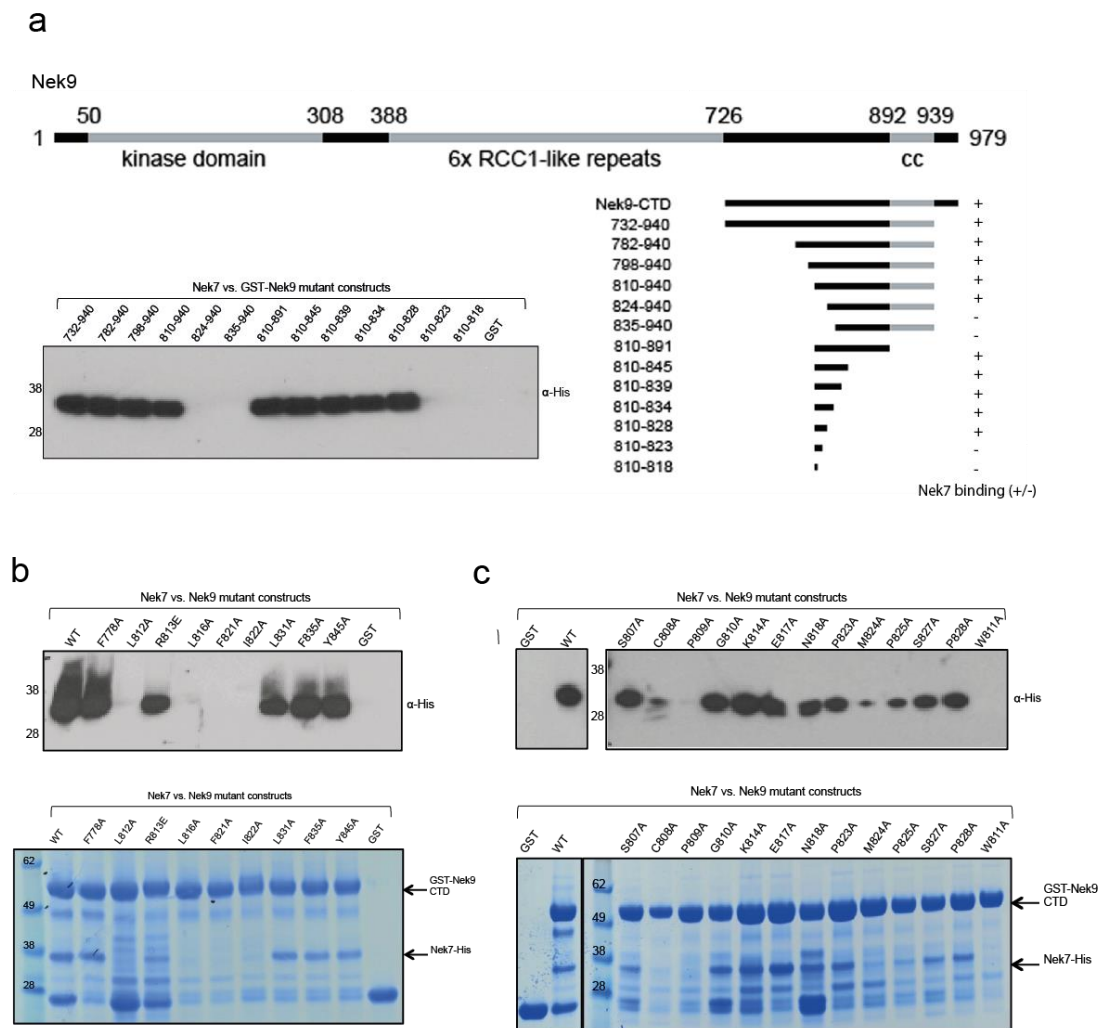 a
Nek9
50 308 388 726 892 939
1 979
kinase domain 6x RCC1-like repeats cc
Nek9-CTD +
732-940 +
782-940 +
798-940 +
810-940 +
824-940 -
835-940 -
810-891 +
810-845 +
810-839 +
810-834 +
810-828 +
810-823 -
810-818 -
Nek7 binding (+/-)
Nek7 vs. GST-Nek9 mutant constructs
732-940 782-940 798-940 810-940 824-940 835-940 810-891 810-845 810-839 810-834 810-828 810-823 810-818 GST
38
28
α-His
b
Nek7 vs. Nek9 mutant constructs
WT F778A L812A R813E L816A F821A I822A L831A F835A Y845A GST
38
28
α-His
Nek7 vs. Nek9 mutant constructs
WT F778A L812A R813E L816A F821A I822A L831A F835A Y845A GST
62
49
38
28
GST-Nek9
CTD
Nek7-His
c
Nek7 vs. Nek9 mutant constructs
GST WT S807A C808A P809A G810A K814A E817A N818A P823A M824A P825A S827A P828A W811A
38
28
α-His
Nek7 vs. Nek9 mutant constructs
GST WT S807A C808A P809A G810A K814A E817A N818A P823A M824A P825A S827A P828A W811A
62
49
38
28
GST-Nek9
CTD
Nek7-His